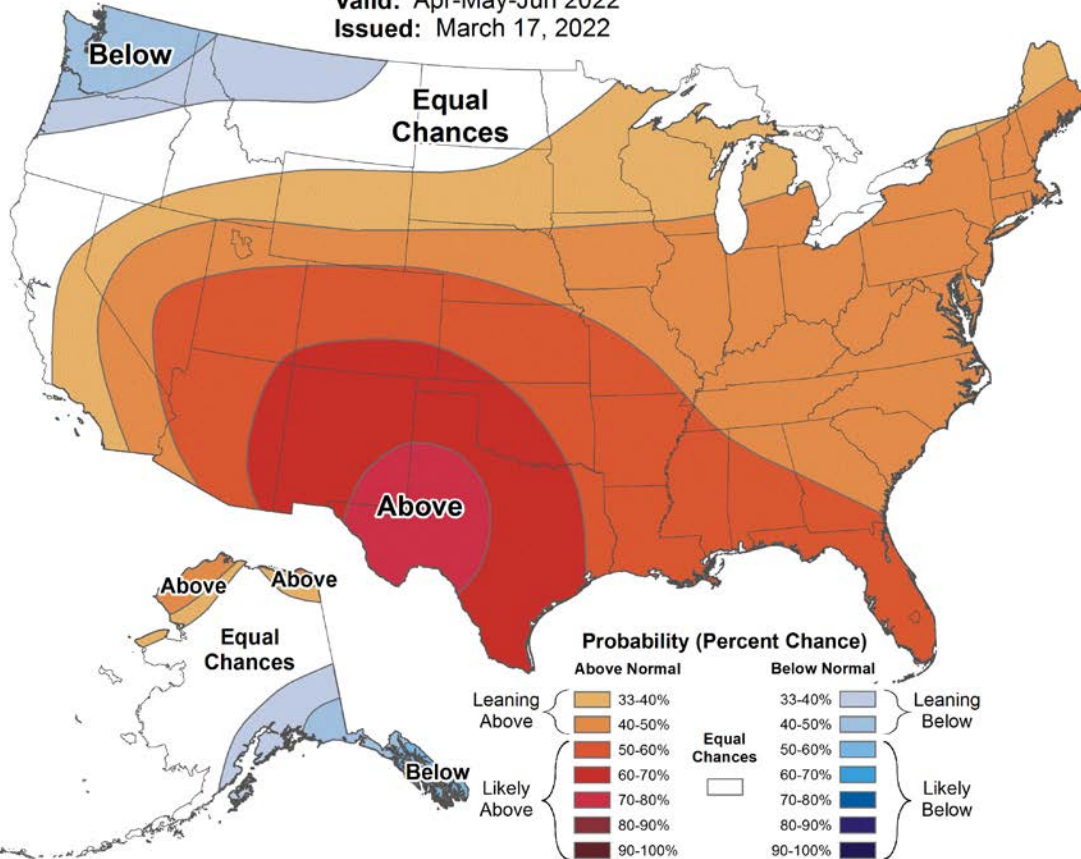 Valid: Apr-May-Jun 2022
Issued: March 17, 2022
Below
Equal
Chances
Above
Above
Above
Equal
Chances
Below
Probability (Percent Chance)
Above Normal
Below Normal
Leaning
Above
33-40%
40-50%
Likely
Above
50-60%
60-70%
70-80%
80-90%
90-100%
Equal
Chances
33-40%
40-50%
Leaning
Below
50-60%
60-70%
70-80%
80-90%
90-100%
Likely
Below